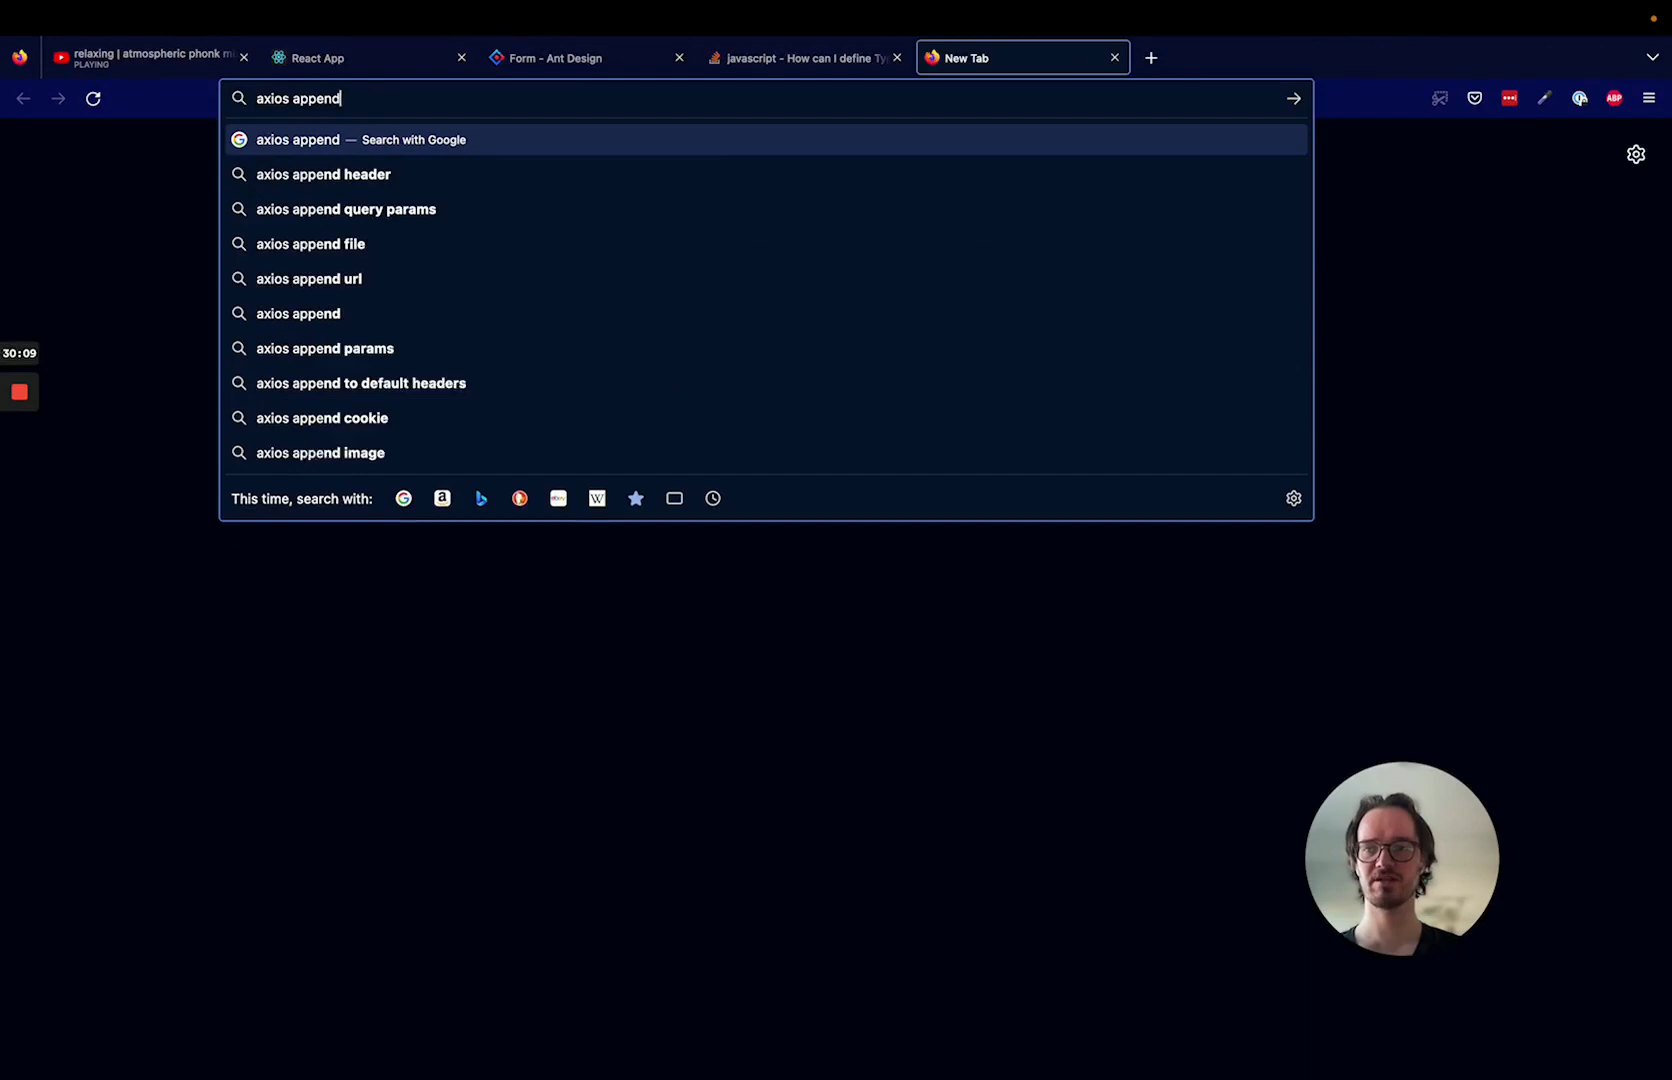 relaxing | atmospheric phonk m
PLAYING
React App
Form - Ant Design
javascript - How can I define Ty
New Tab
axios append
axios append — Search with Google
axios append header
axios append query params
axios append file
axios append url
axios append
axios append params
axios append to default headers
axios append cookie
axios append image
This time, search with:
a
W
ABP
30:09